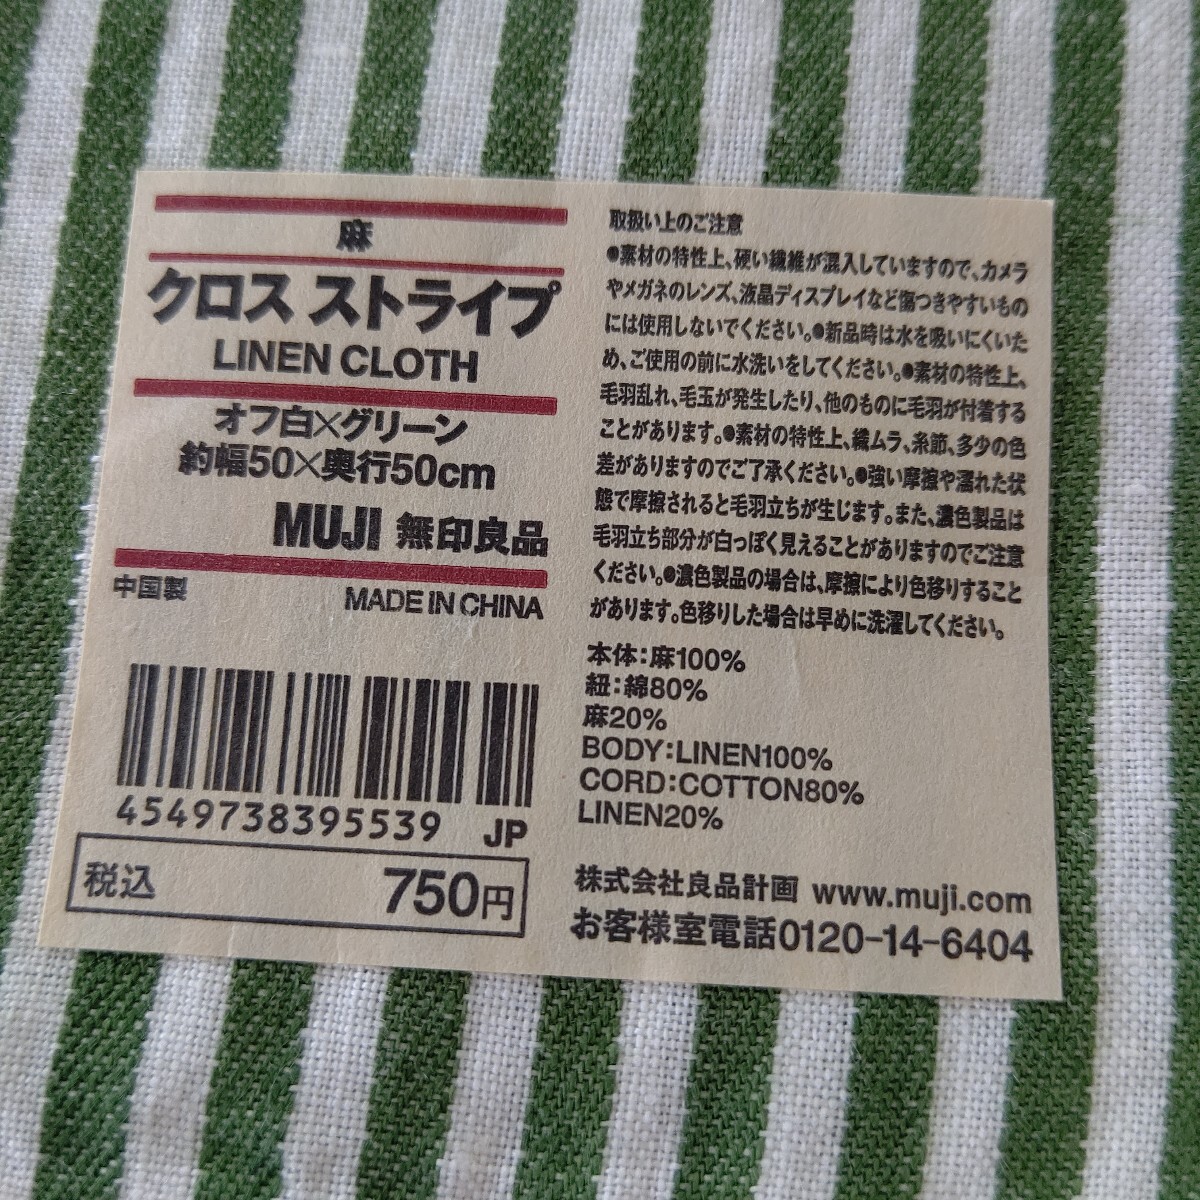 麻
クロス ストライプ
LINEN CLOTH
オフ白×グリーン
約幅50×奥行50cm
MUJI 無印良品
中国製 MADE IN CHINA
4549738395539 JP
税込 750円
取扱い上のご注意
●素材の特性上、硬い繊維が混入していますので、カメラ
やメガネのレンズ、液晶ディスプレイなど傷つきやすいもの
には使用しないでください。●新品時は水を吸いにくいた
め、ご使用の前に水洗いをしてください。●素材の特性上、
毛羽乱れ、毛玉が発生したり、他のものに毛羽が付着する
ことがあります。●素材の特性上、織ムラ、糸節、多少の色
差がありますのでご了承ください。●強い摩擦や濡れた状
態で摩擦されると毛羽立ちが生じます。また、濃色製品は
毛羽立ち部分が白っぽく見えることがありますのでご注意
ください。●濃色製品の場合は、摩擦により色移りすること
があります。色移りした場合は早めに洗濯してください。
本体:麻100%
紐:綿80%
麻20%
BODY:LINEN100%
CORD:COTTON80%
LINEN20%
株式会社良品計画 www.muji.com
お客様室電話0120-14-6404